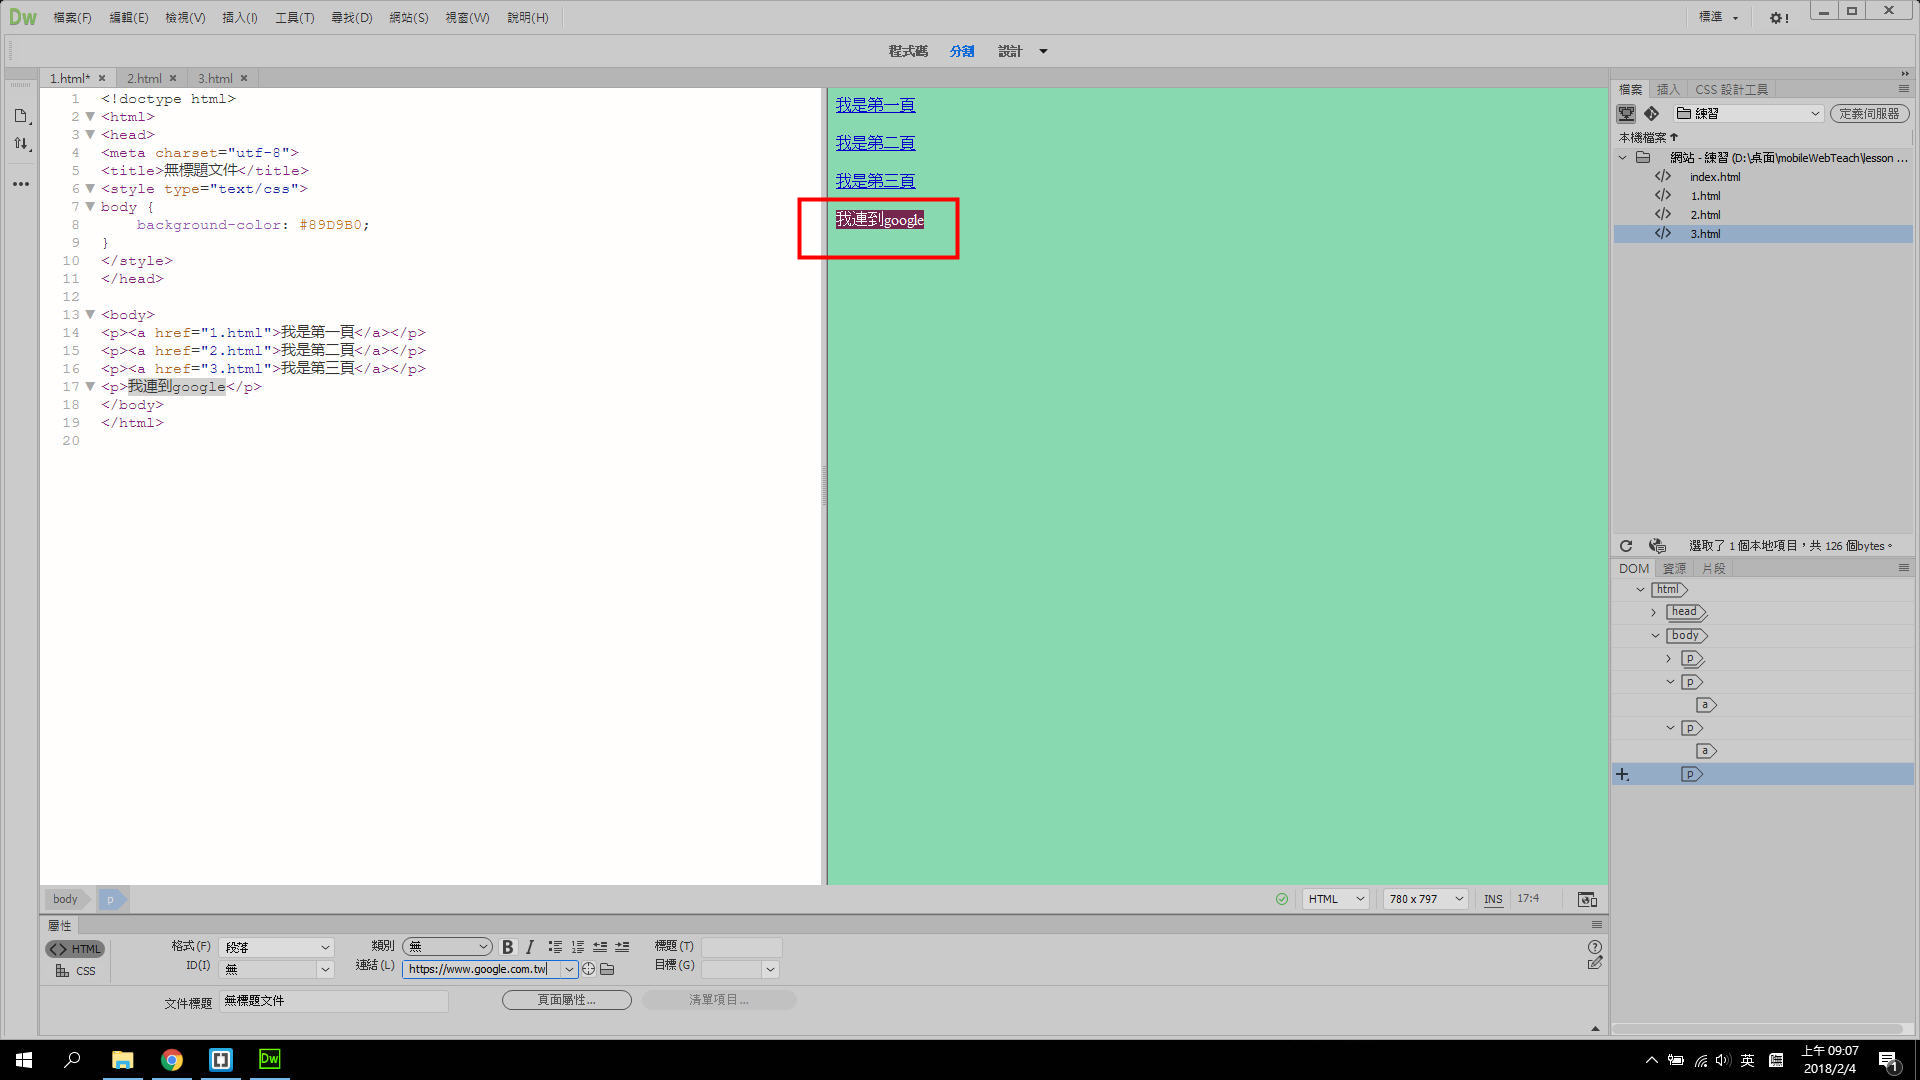 Dw 檔案(F) 編輯(E) 檢視(V) 插入(I) 工具(T) 尋找(D) 網站(S) 視窗(W) 說明(H) 標準
程式碼 分割 設計
1.html* 2.html 3.html
1 <!doctype html>
2 <html>
3 <head>
4 <meta charset="utf-8">
5 <title>無標題文件</title>
6 <style type="text/css">
7 body {
8 background-color: #89D9B0;
9 }
10 </style>
11 </head>
12
13 <body>
14 <p><a href="1.html">我是第一頁</a></p>
15 <p><a href="2.html">我是第二頁</a></p>
16 <p><a href="3.html">我是第三頁</a></p>
17 <p>我連到google</p>
18 </body>
19 </html>
20
我是第一頁
我是第二頁
我是第三頁
我連到google
檔案 插入 CSS 設計工具
練習 定義伺服器
本機檔案
網站 - 練習 (D:\桌面\mobileWebTeach\lesson ...
index.html
1.html
2.html
3.html
選取了 1 個本地項目，共 126 個bytes。
DOM 資源 片段
html
head
body
p
p
a
p
a
p
body p HTML 780 x 797 INS 17:4
屬性
HTML 格式(F) 段落 類別 無 B I 標題(T)
CSS ID(I) 無 連結(L) https://www.google.com.tw 目標(G)
文件標題 無標題文件 頁面屬性... 清單項目...
Dw
英
上午 09:07
2018/2/4
1